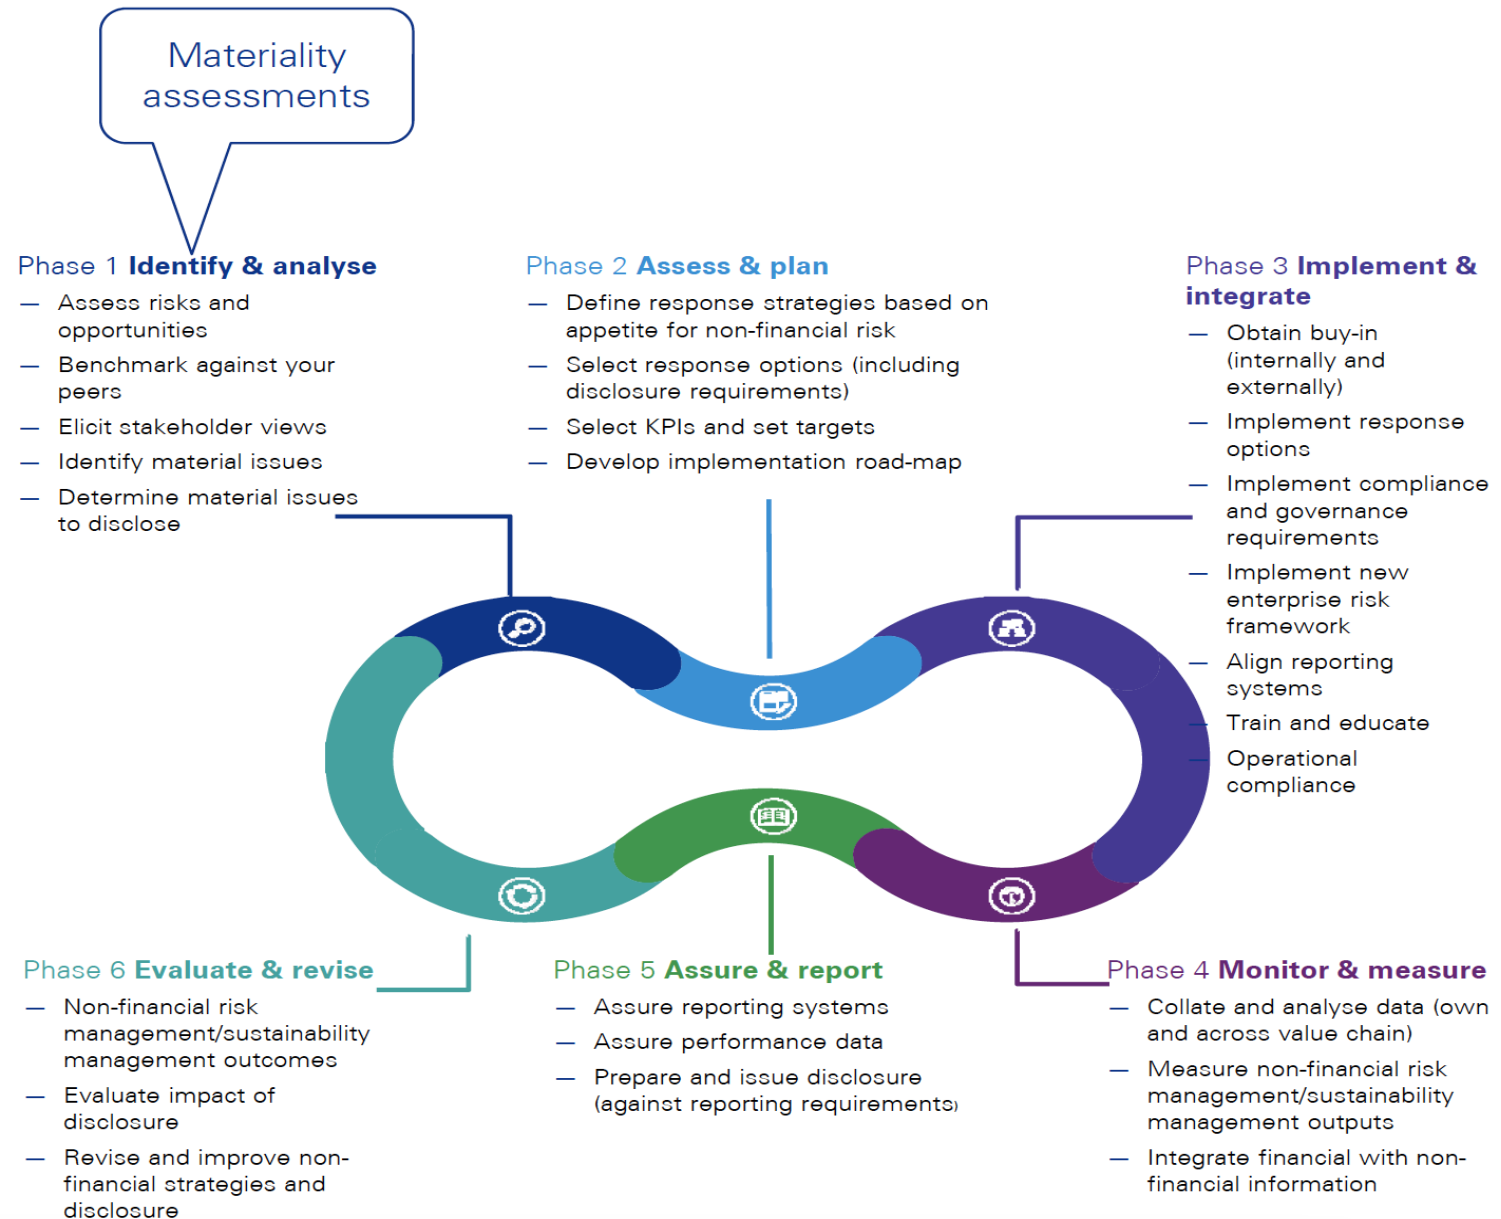 Materiality
assessments
Phase 1 Identify & analyse
— Assess risks and
opportunities
— Benchmark against your
peers
— Elicit stakeholder views
— Identify material issues
— Determine material issues
to disclose
Phase 2 Assess & plan
— Define response strategies based on
appetite for non-financial risk
— Select response options (including
disclosure requirements)
— Select KPIs and set targets
— Develop implementation road-map
Phase 3 Implement &
integrate
— Obtain buy-in
(internally and
externally)
— Implement response
options
— Implement compliance
and governance
requirements
— Implement new
enterprise risk
framework
— Align reporting
systems
— Train and educate
— Operational
compliance
Phase 6 Evaluate & revise
— Non-financial risk
management/sustainability
management outcomes
— Evaluate impact of
disclosure
— Revise and improve non-
financial strategies and
disclosure
Phase 5 Assure & report
— Assure reporting systems
— Assure performance data
— Prepare and issue disclosure
(against reporting requirements)
Phase 4 Monitor & measure
— Collate and analyse data (own
and across value chain)
— Measure non-financial risk
management/sustainability
management outputs
— Integrate financial with non-
financial information